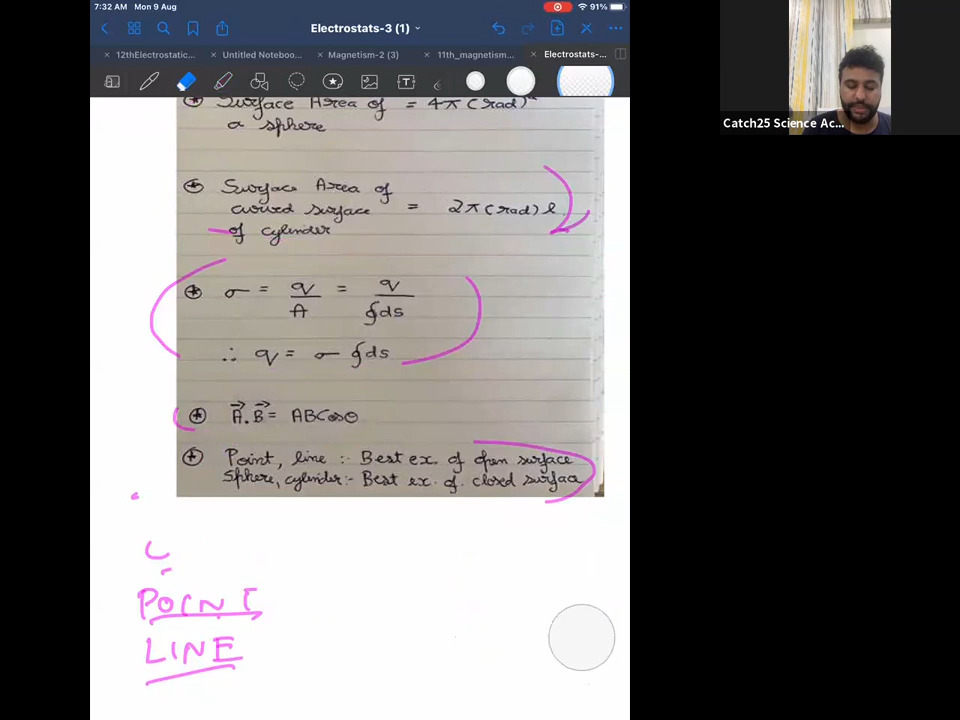 7:32 AM Mon 9 Aug
91%
Electrostats-3 (1)
12thElectrostatic...
Untitled Noteboo...
Magnetism-2 (3)
11th_magnetism...
Electrostats-...
Catch25 Science Ac...
Surface Area of = 4π(rad)²
a sphere
Surface Area of
curved surface = 2π(rad)l
of cylinder
σ = q/A = q/∮ds
∴ q = σ ∮ds
A⃗.B⃗ = ABCosθ
Point, line :- Best ex. of open surface
Sphere, cylinder:- Best ex. of closed surface
POINT
LINE